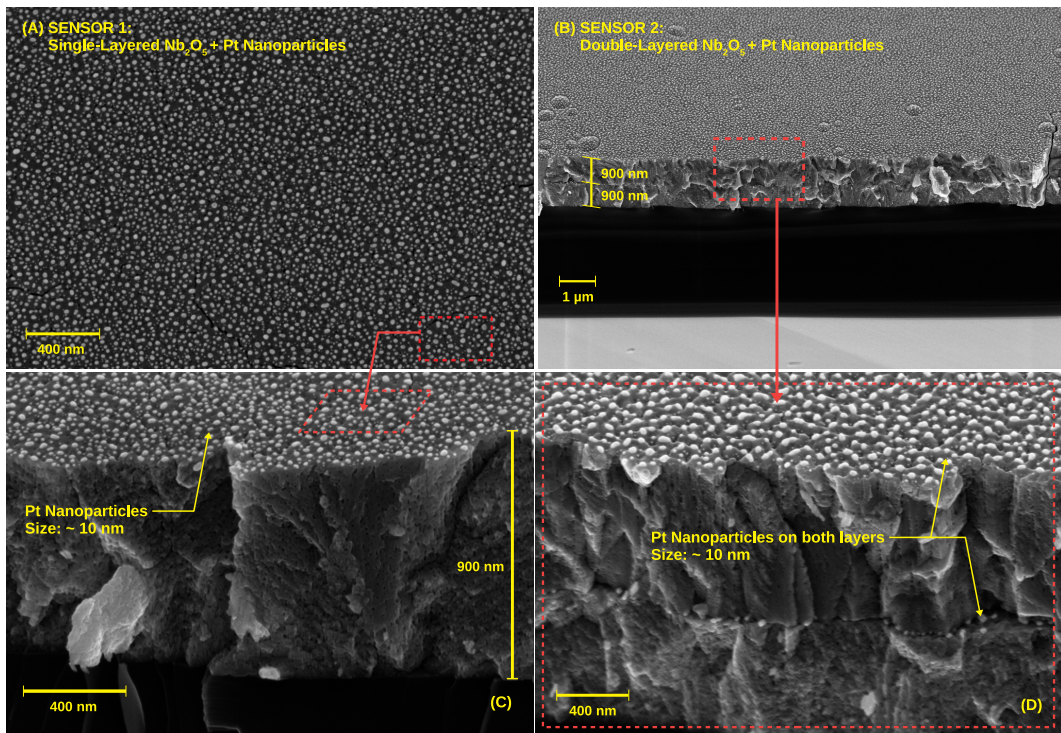 (A) SENSOR 1:
Single-Layered Nb₂O₅ + Pt Nanoparticles
400 nm
(B) SENSOR 2:
Double-Layered Nb₂O₅ + Pt Nanoparticles
900 nm
900 nm
1 µm
Pt Nanoparticles
Size: ~ 10 nm
900 nm
400 nm
(C)
Pt Nanoparticles on both layers
Size: ~ 10 nm
400 nm
(D)